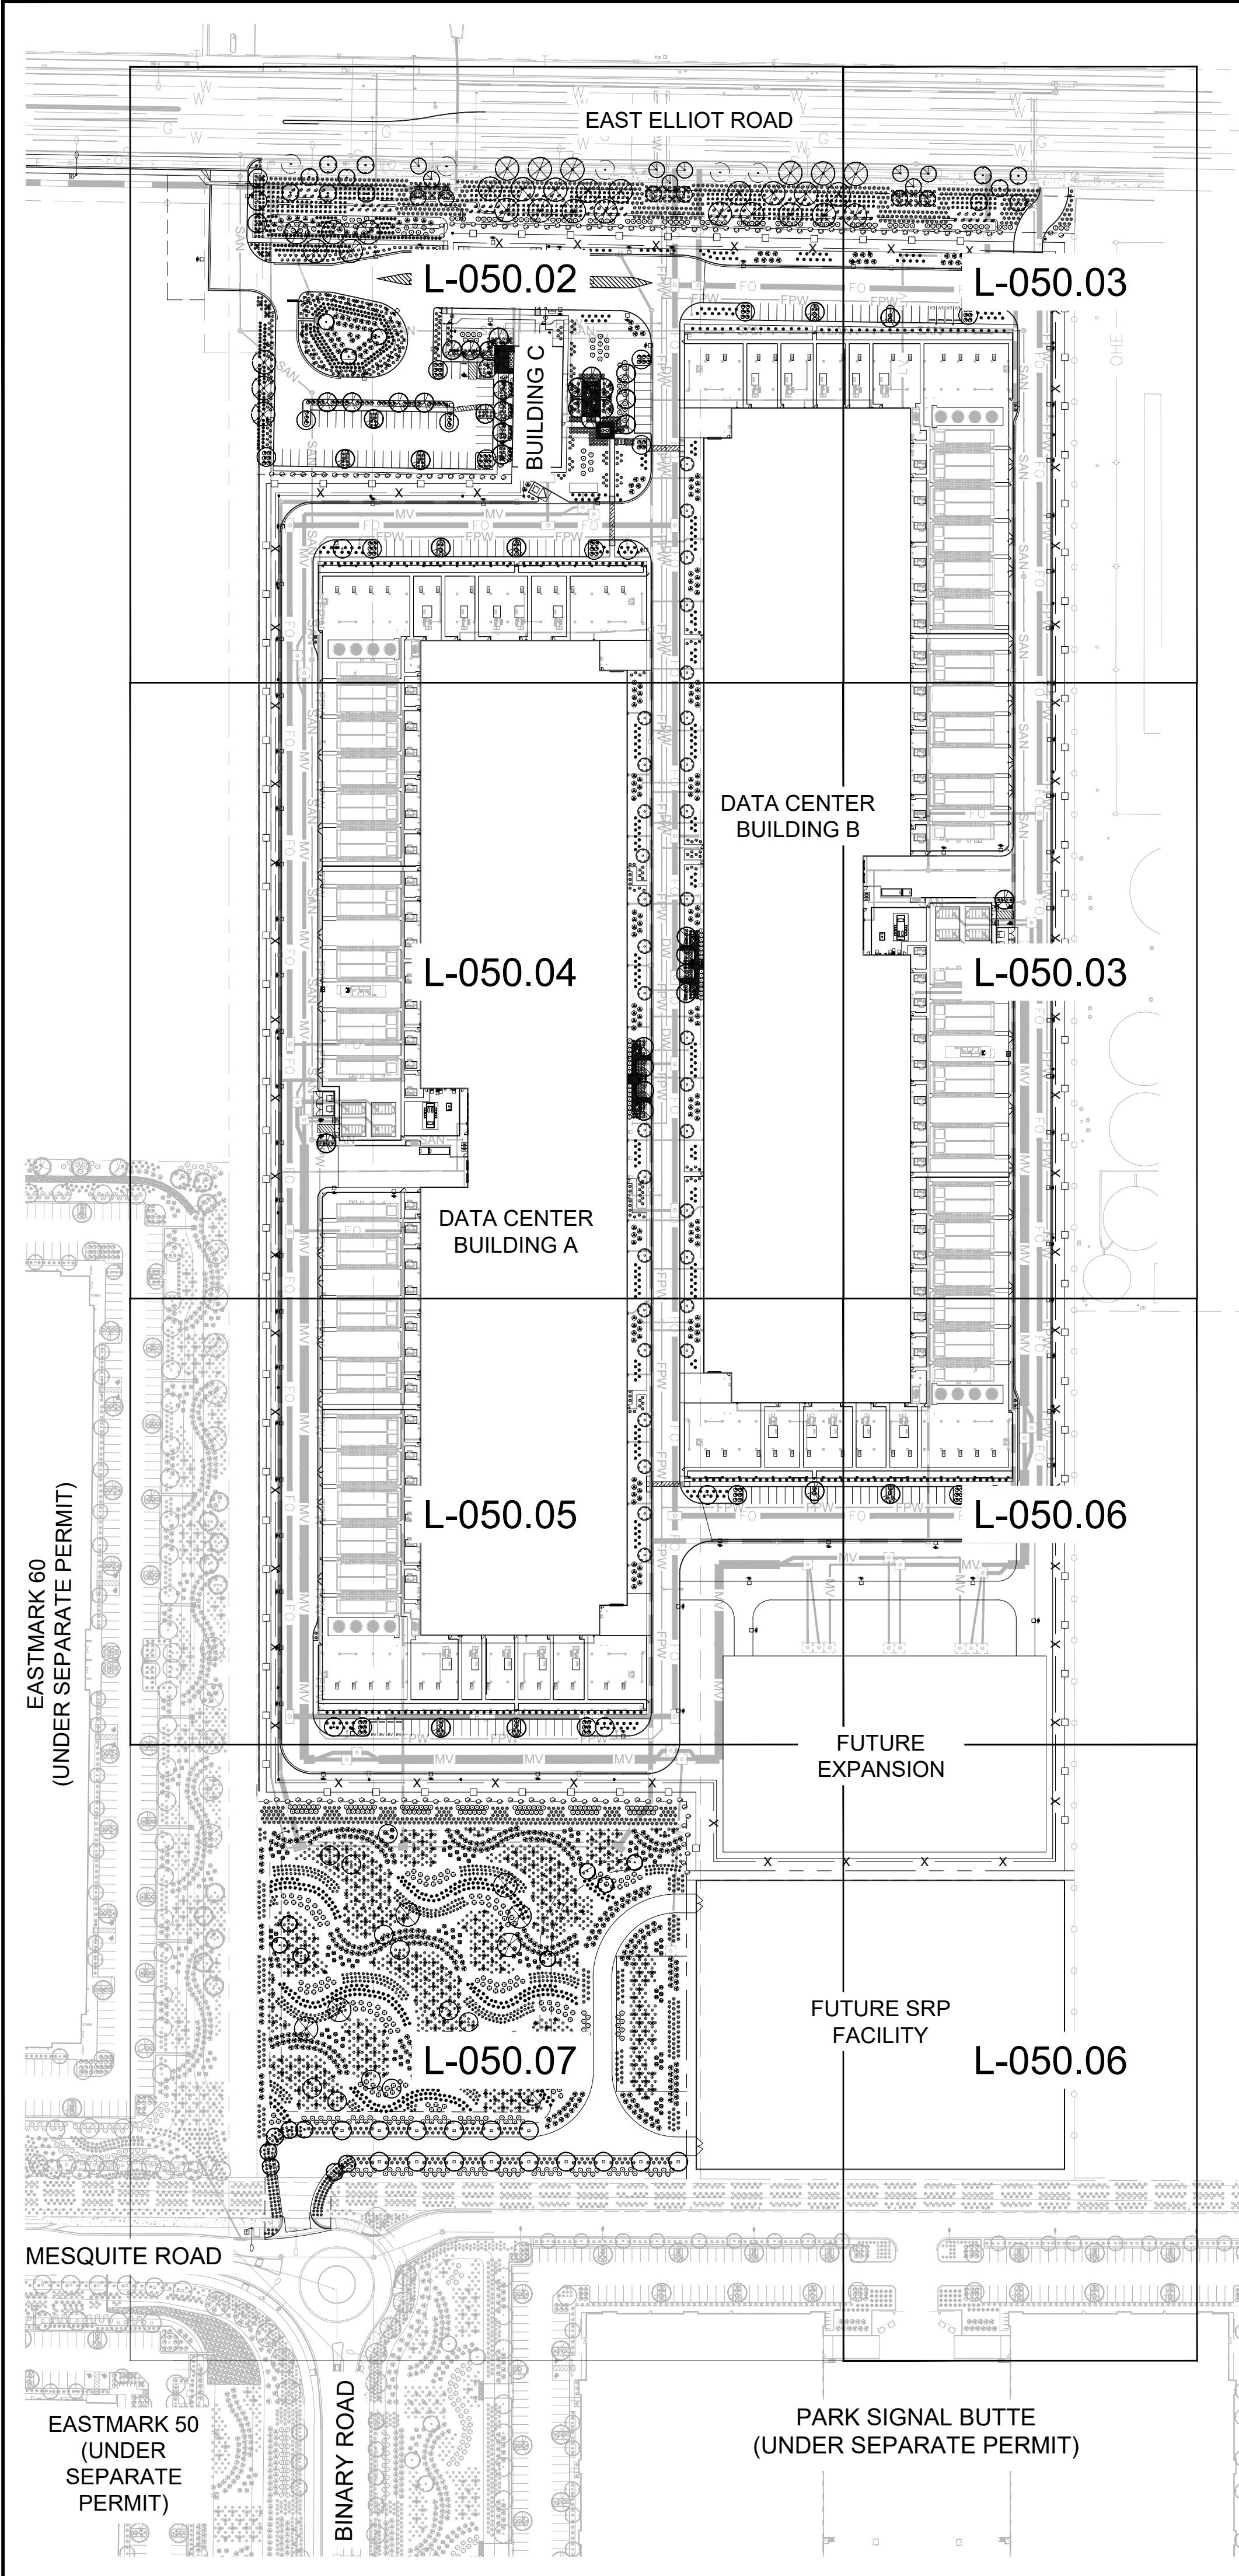 EAST ELLIOT ROAD
L-050.02
L-050.03
BUILDING C
DATA CENTER
BUILDING B
L-050.04
L-050.03
DATA CENTER
BUILDING A
L-050.05
L-050.06
EASTMARK 60
(UNDER SEPARATE PERMIT)
FUTURE
EXPANSION
FUTURE SRP
FACILITY
L-050.07
L-050.06
MESQUITE ROAD
EASTMARK 50
(UNDER
SEPARATE
PERMIT)
BINARY ROAD
PARK SIGNAL BUTTE
(UNDER SEPARATE PERMIT)